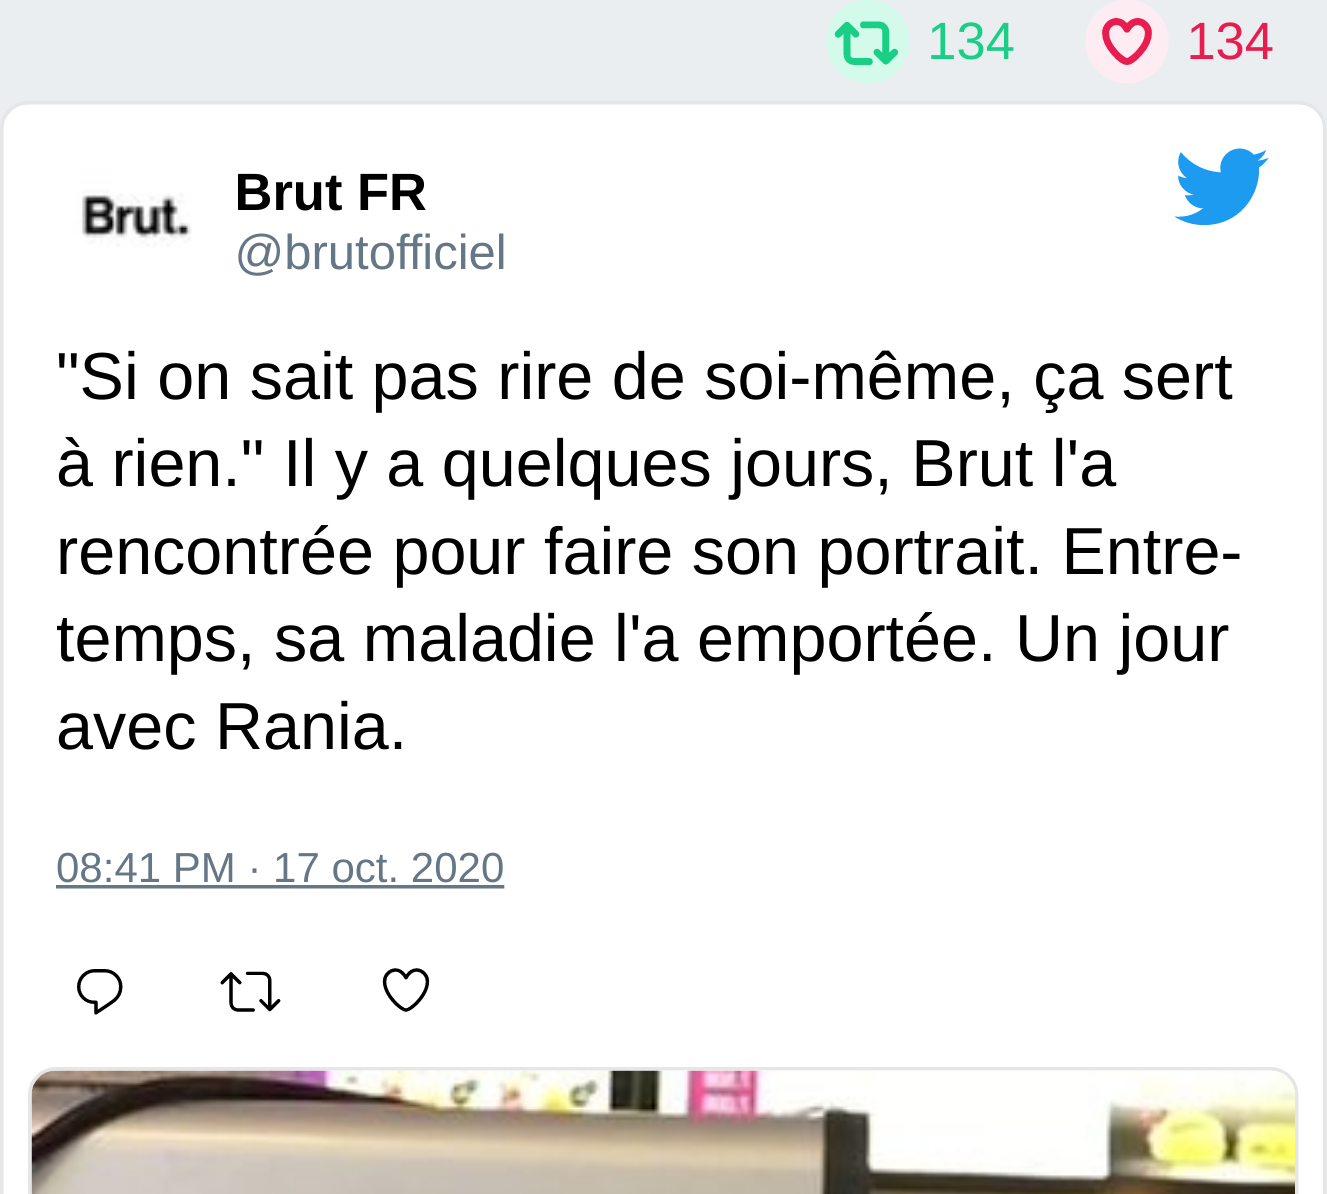 134 134
Brut.
Brut FR
@brutofficiel
"Si on sait pas rire de soi-même, ça sert
à rien." Il y a quelques jours, Brut l'a
rencontrée pour faire son portrait. Entre-
temps, sa maladie l'a emportée. Un jour
avec Rania.
08:41 PM · 17 oct. 2020